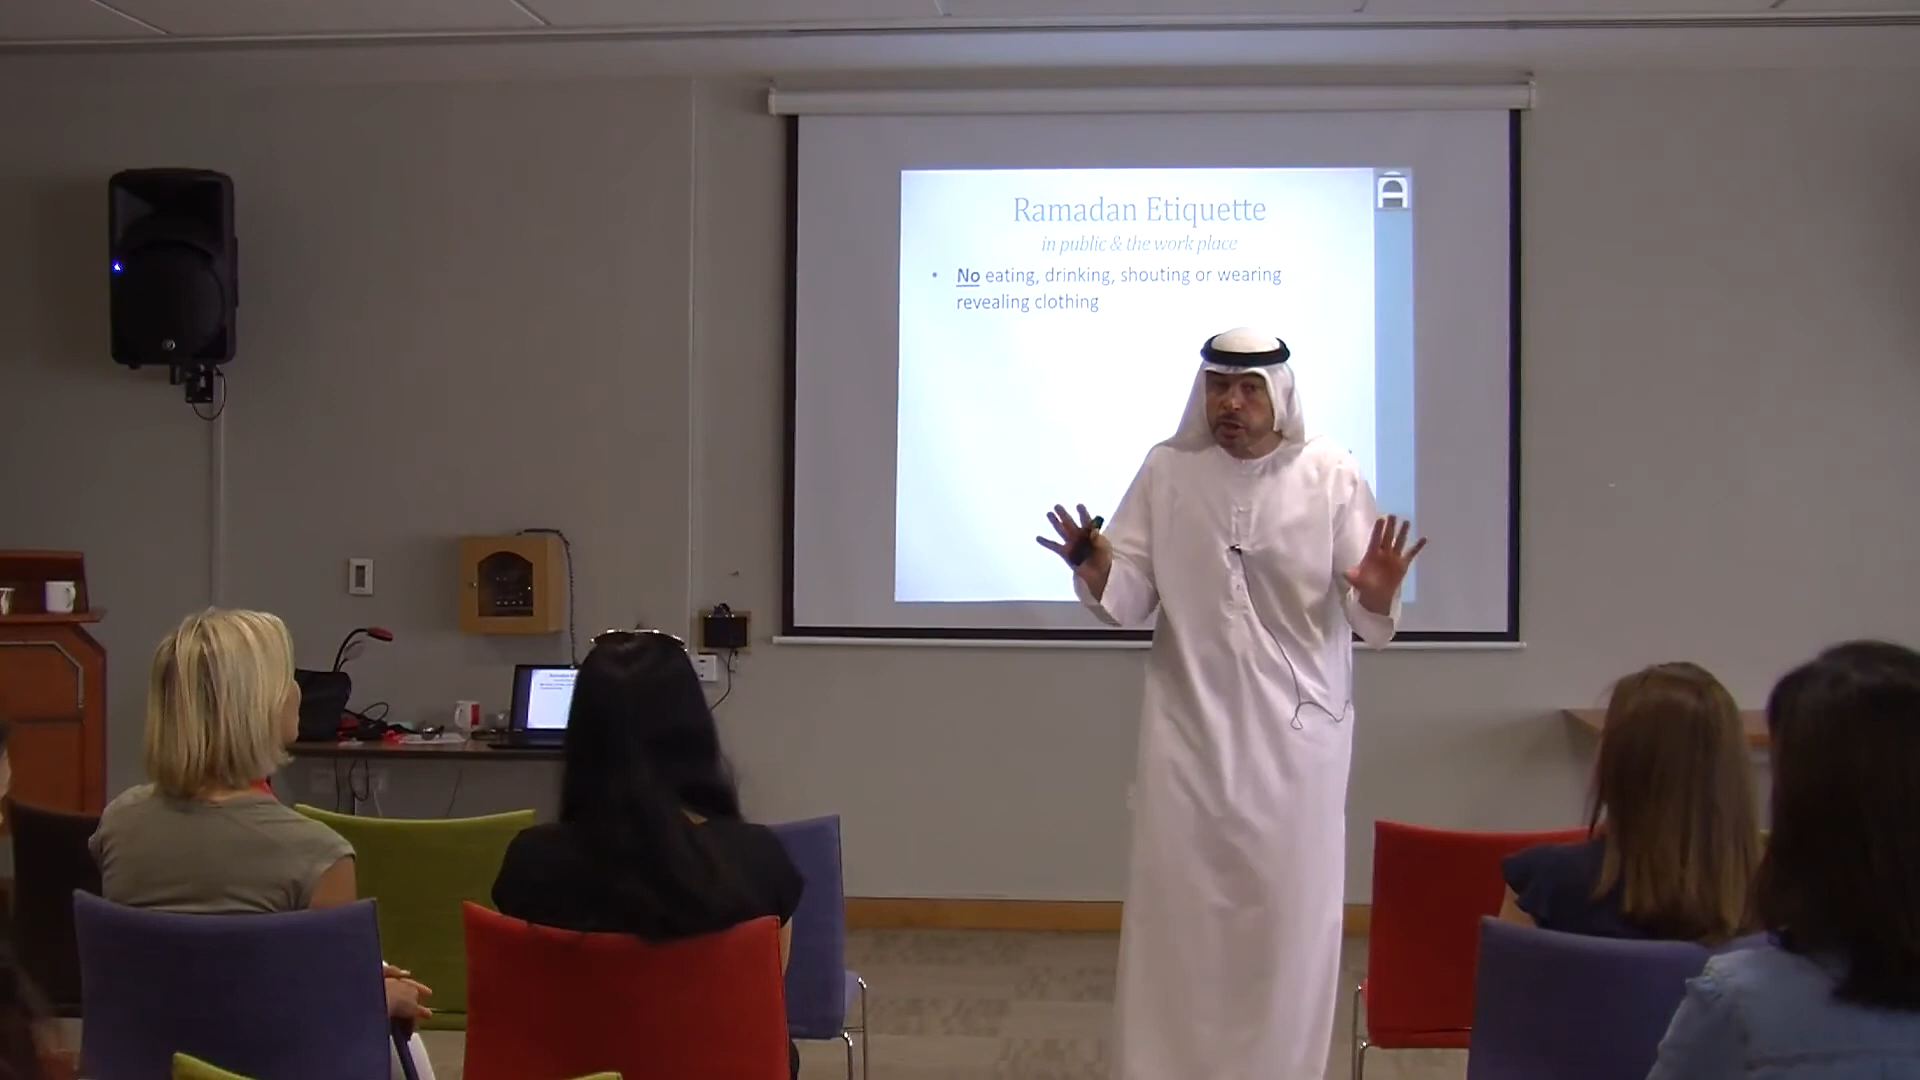 Ramadan Etiquette
in public & the work place
• No eating, drinking, shouting or wearing
revealing clothing